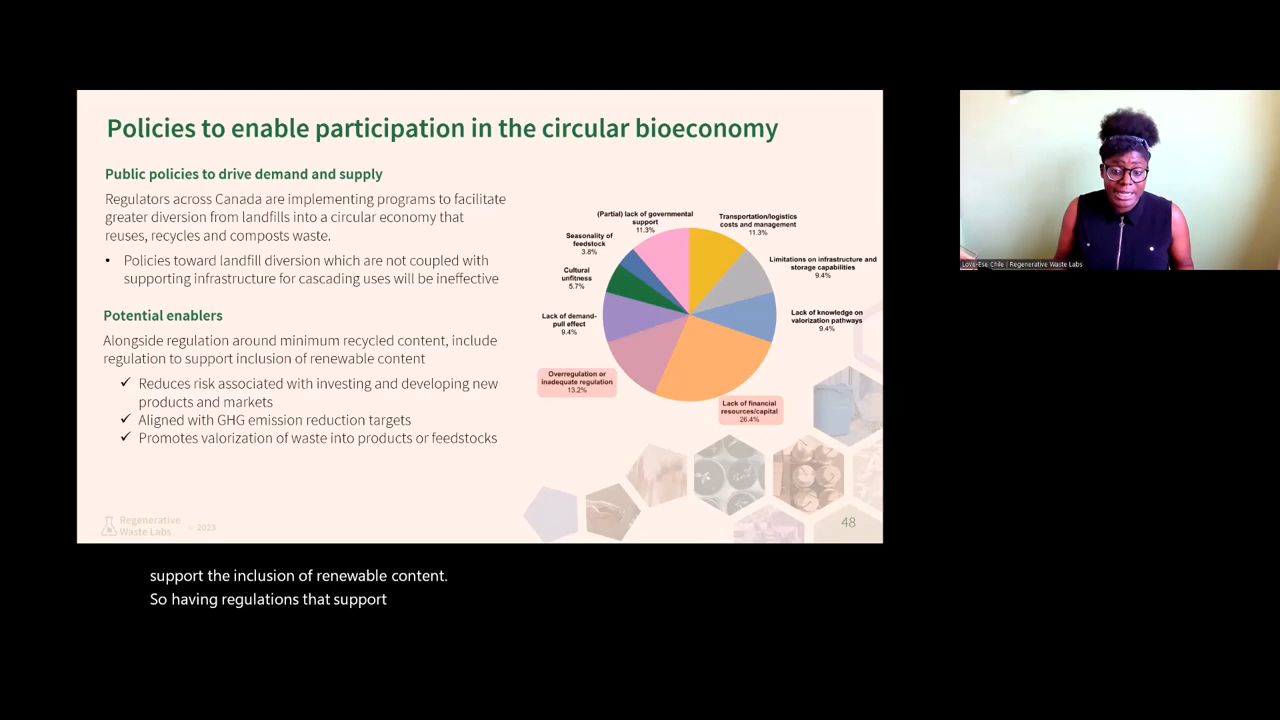 Policies to enable participation in the circular bioeconomy
Public policies to drive demand and supply
Regulators across Canada are implementing programs to facilitate
greater diversion from landfills into a circular economy that
reuses, recycles and composts waste.
• Policies toward landfill diversion which are not coupled with
supporting infrastructure for cascading uses will be ineffective
Potential enablers
Alongside regulation around minimum recycled content, include
regulation to support inclusion of renewable content
✓ Reduces risk associated with investing and developing new
products and markets
✓ Aligned with GHG emission reduction targets
✓ Promotes valorization of waste into products or feedstocks
(Partial) lack of governmental
support
11.3%
Transportation/logistics
costs and management
11.3%
Seasonality of
feedstock
3.8%
Limitations on infrastructure and
storage capabilities
9.4%
Cultural
unfitness
5.7%
Lack of knowledge on
valorization pathways
9.4%
Lack of demand-
pull effect
9.4%
Overregulation or
inadequate regulation
13.2%
Lack of financial
resources/capital
26.4%
Regenerative
Waste Labs
© 2023
48
Love-Ese Chile | Regenerative Waste Labs
support the inclusion of renewable content.
So having regulations that support